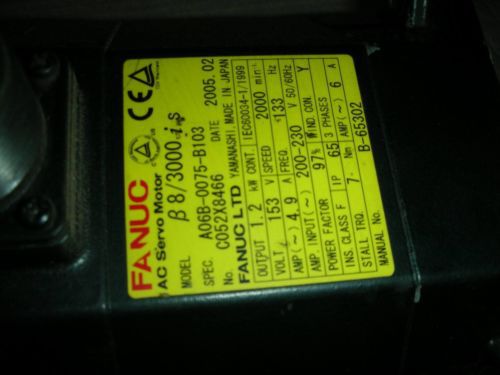 FANUC
AC Servo Motor
MODEL β8/3000is
SPEC. A06B-0075-B103
No. C052X8466 DATE 2005.02
FANUC LTD YAMANASHI, MADE IN JAPAN
OUTPUT 1.2 kW CONT. IEC60034-1/1999
VOLT(~) 153 V SPEED 2000 min-1
AMP(~) 4.9 A FREQ. 133 Hz
AMP. INPUT(~) 200-230 V 50/60Hz
POWER FACTOR 97% WIND.CON. Y
INS. CLASS F IP 65 3 PHASES
STALL TRQ. 7 Nm AMP(~) 6 A
MANUAL No. B-65302